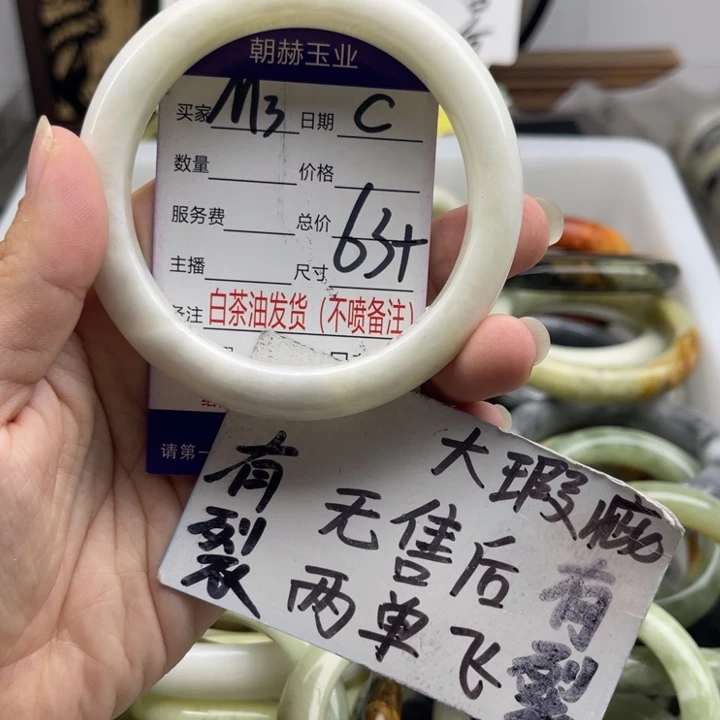 朝赫玉业
买家 M3 日期 C
数量 价格
服务费 总价
主播 尺寸 63+
备注 白茶油发货（不喷备注）
请第一
大瑕疵
有裂 无售后 有裂
两单飞